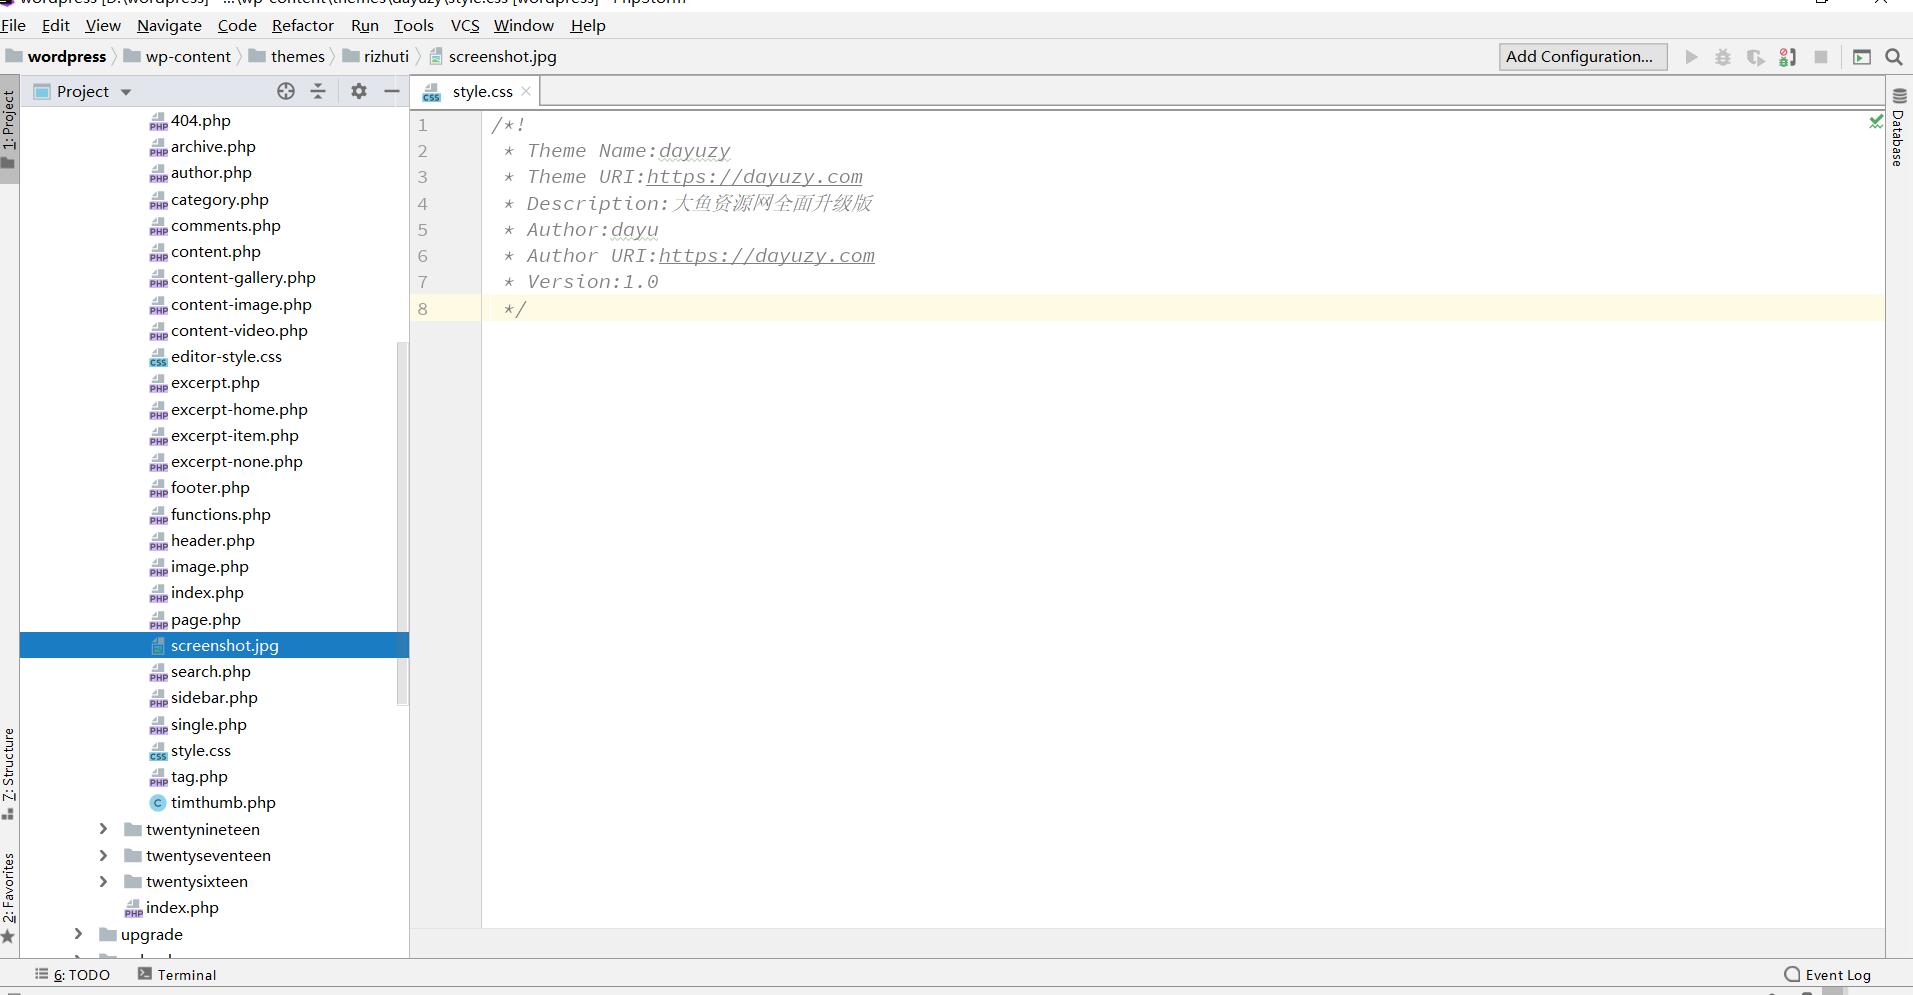 wordpress [D:\wordpress] - ...\wp-content\themes\dayuzy\style.css [wordpress] - PhpStorm
File Edit View Navigate Code Refactor Run Tools VCS Window Help
wordpress wp-content themes rizhuti screenshot.jpg Add Configuration...
1: Project
Project
404.php
archive.php
author.php
category.php
comments.php
content.php
content-gallery.php
content-image.php
content-video.php
editor-style.css
excerpt.php
excerpt-home.php
excerpt-item.php
excerpt-none.php
footer.php
functions.php
header.php
image.php
index.php
page.php
screenshot.jpg
search.php
sidebar.php
single.php
style.css
tag.php
timthumb.php
twentynineteen
twentyseventeen
twentysixteen
index.php
upgrade
style.css
1 /*!
2 * Theme Name:dayuzy
3 * Theme URI:https://dayuzy.com
4 * Description:大鱼资源网全面升级版
5 * Author:dayu
6 * Author URI:https://dayuzy.com
7 * Version:1.0
8 */
Database
7: Structure
2: Favorites
6: TODO Terminal Event Log